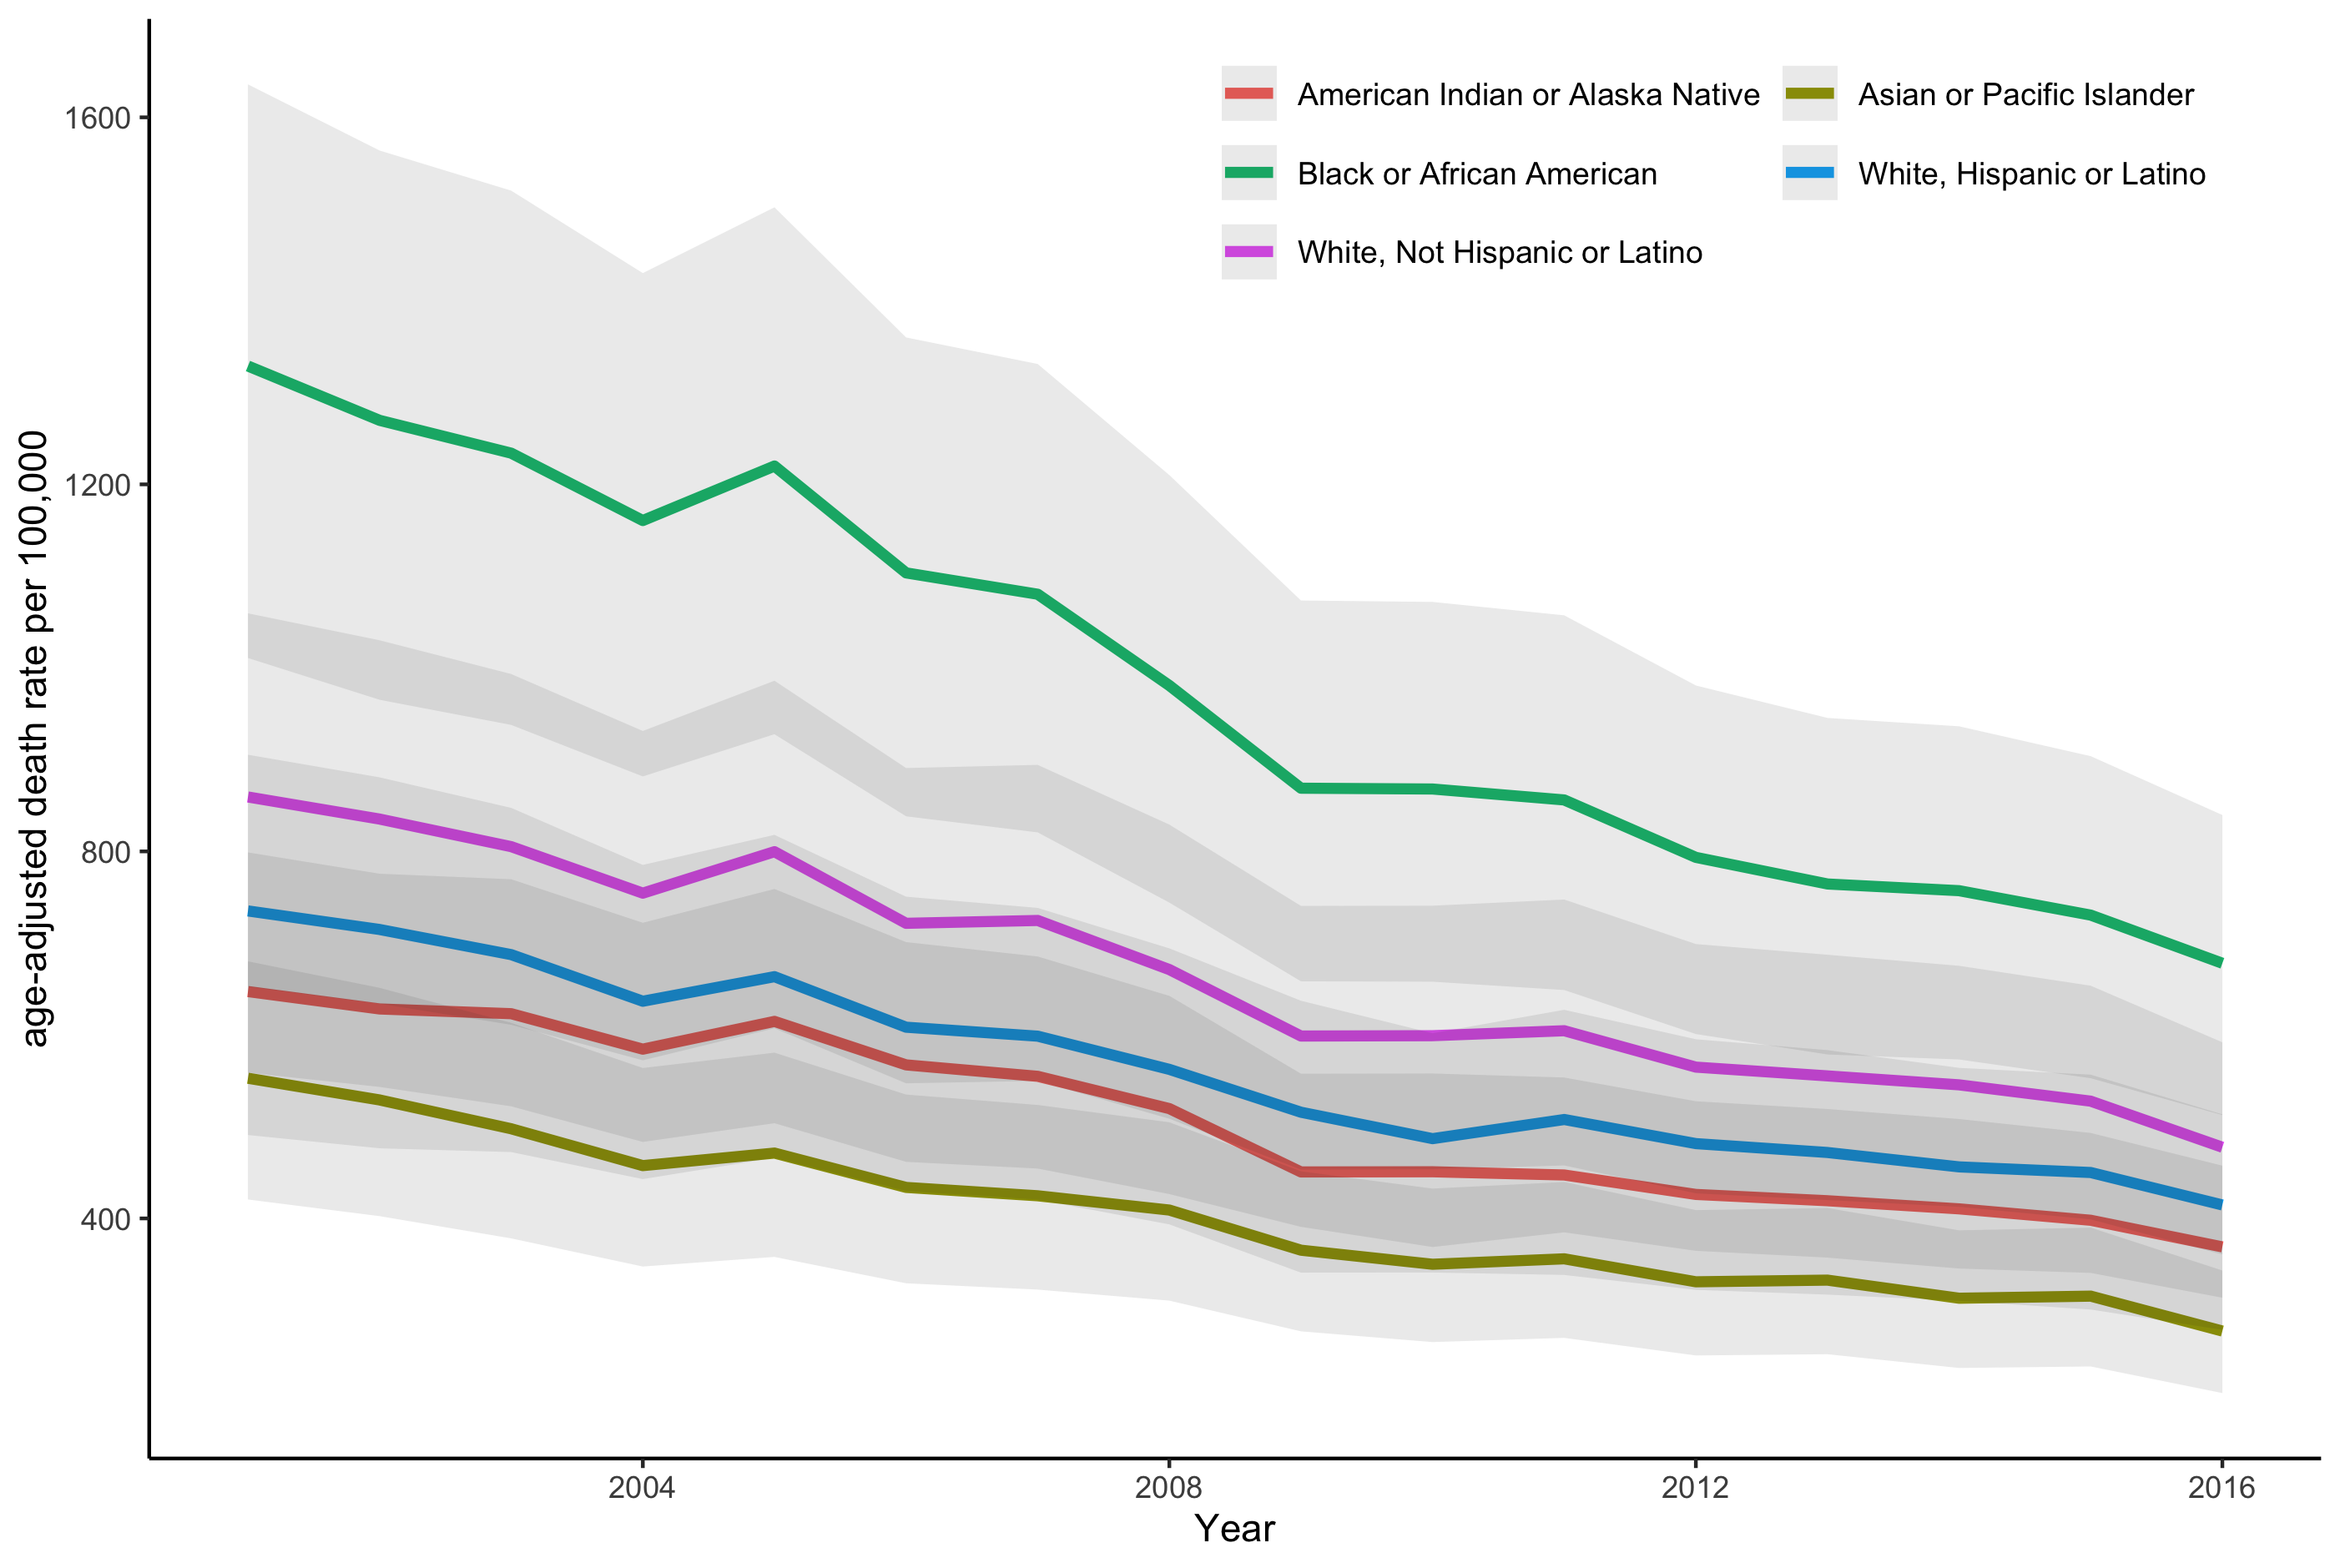 American Indian or Alaska Native
Asian or Pacific Islander
Black or African American
White, Hispanic or Latino
White, Not Hispanic or Latino
age-adjusted death rate per 100,000
1600
1200
800
400
2004
2008
2012
2016
Year